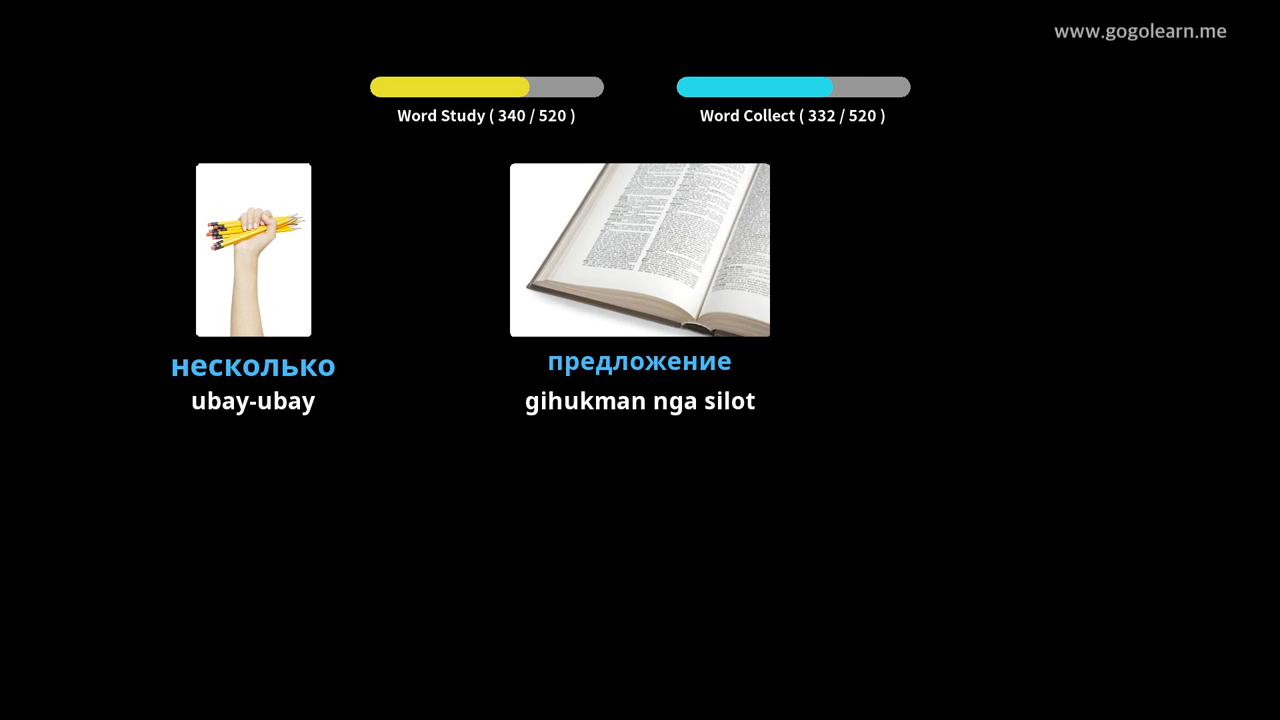 www.gogolearn.me
Word Study ( 340 / 520 )
Word Collect ( 332 / 520 )
несколько
ubay-ubay
предложение
gihukman nga silot